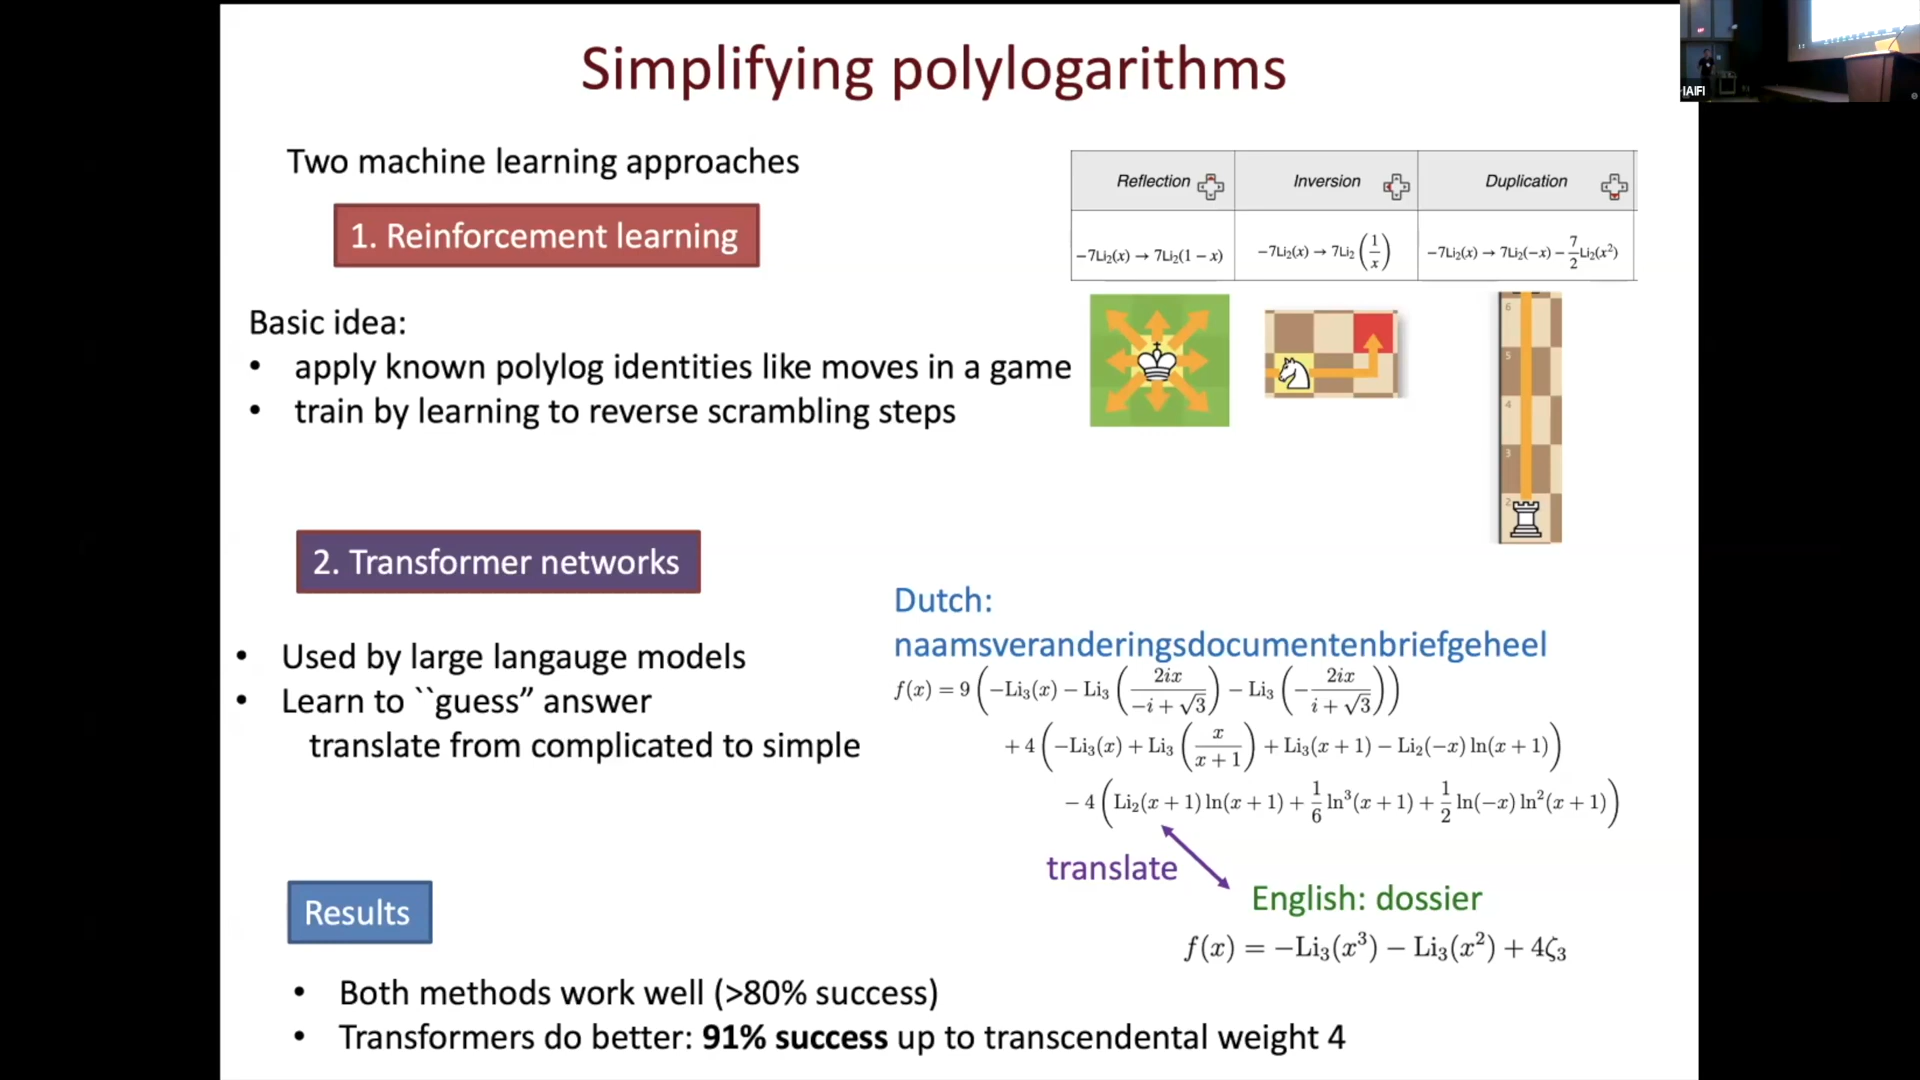 Simplifying polylogarithms
IAIFI
Two machine learning approaches
1. Reinforcement learning
Reflection Inversion Duplication
−7Li₂(x) → 7Li₂(1 − x) −7Li₂(x) → 7Li₂(1/x) −7Li₂(x) → 7Li₂(−x) − 7/2 Li₂(x²)
Basic idea:
• apply known polylog identities like moves in a game
• train by learning to reverse scrambling steps
6
5
4
3
2
2. Transformer networks
• Used by large langauge models
• Learn to ``guess” answer
translate from complicated to simple
Dutch:
naamsveranderingsdocumentenbriefgeheel
f(x) = 9 (−Li₃(x) − Li₃(2ix/(−i + √3)) − Li₃(−2ix/(i + √3)))
+ 4 (−Li₃(x) + Li₃(x/(x + 1)) + Li₃(x + 1) − Li₂(−x) ln(x + 1))
− 4 (Li₂(x + 1) ln(x + 1) + 1/6 ln³(x + 1) + 1/2 ln(−x) ln²(x + 1))
translate
English: dossier
f(x) = −Li₃(x³) − Li₃(x²) + 4ζ₃
Results
• Both methods work well (>80% success)
• Transformers do better: 91% success up to transcendental weight 4